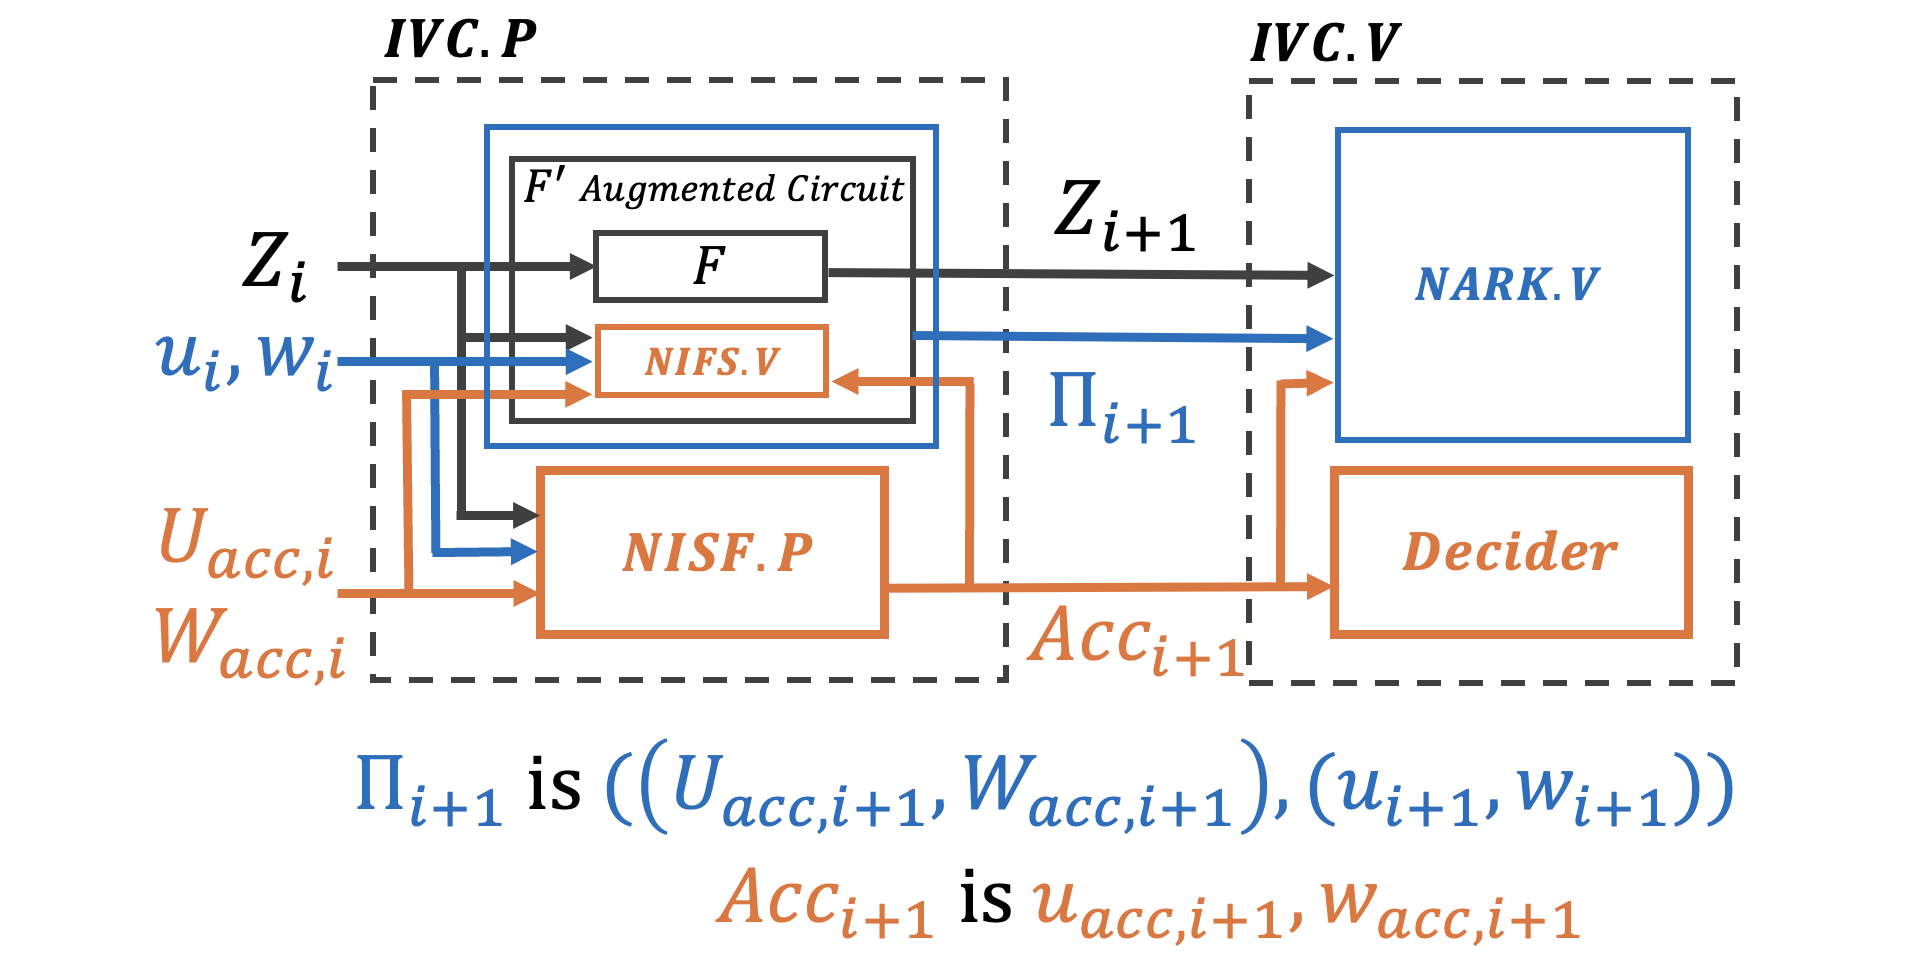 IVC.P
IVC.V
F′ Augmented Circuit
F
Z_i
Z_{i+1}
NARK.V
u_i, w_i
NIFS.V
Π_{i+1}
U_{acc,i}
W_{acc,i}
NISF.P
Acc_{i+1}
Decider
Π_{i+1} is ((U_{acc,i+1}, W_{acc,i+1}), (u_{i+1}, w_{i+1}))
Acc_{i+1} is u_{acc,i+1}, w_{acc,i+1}